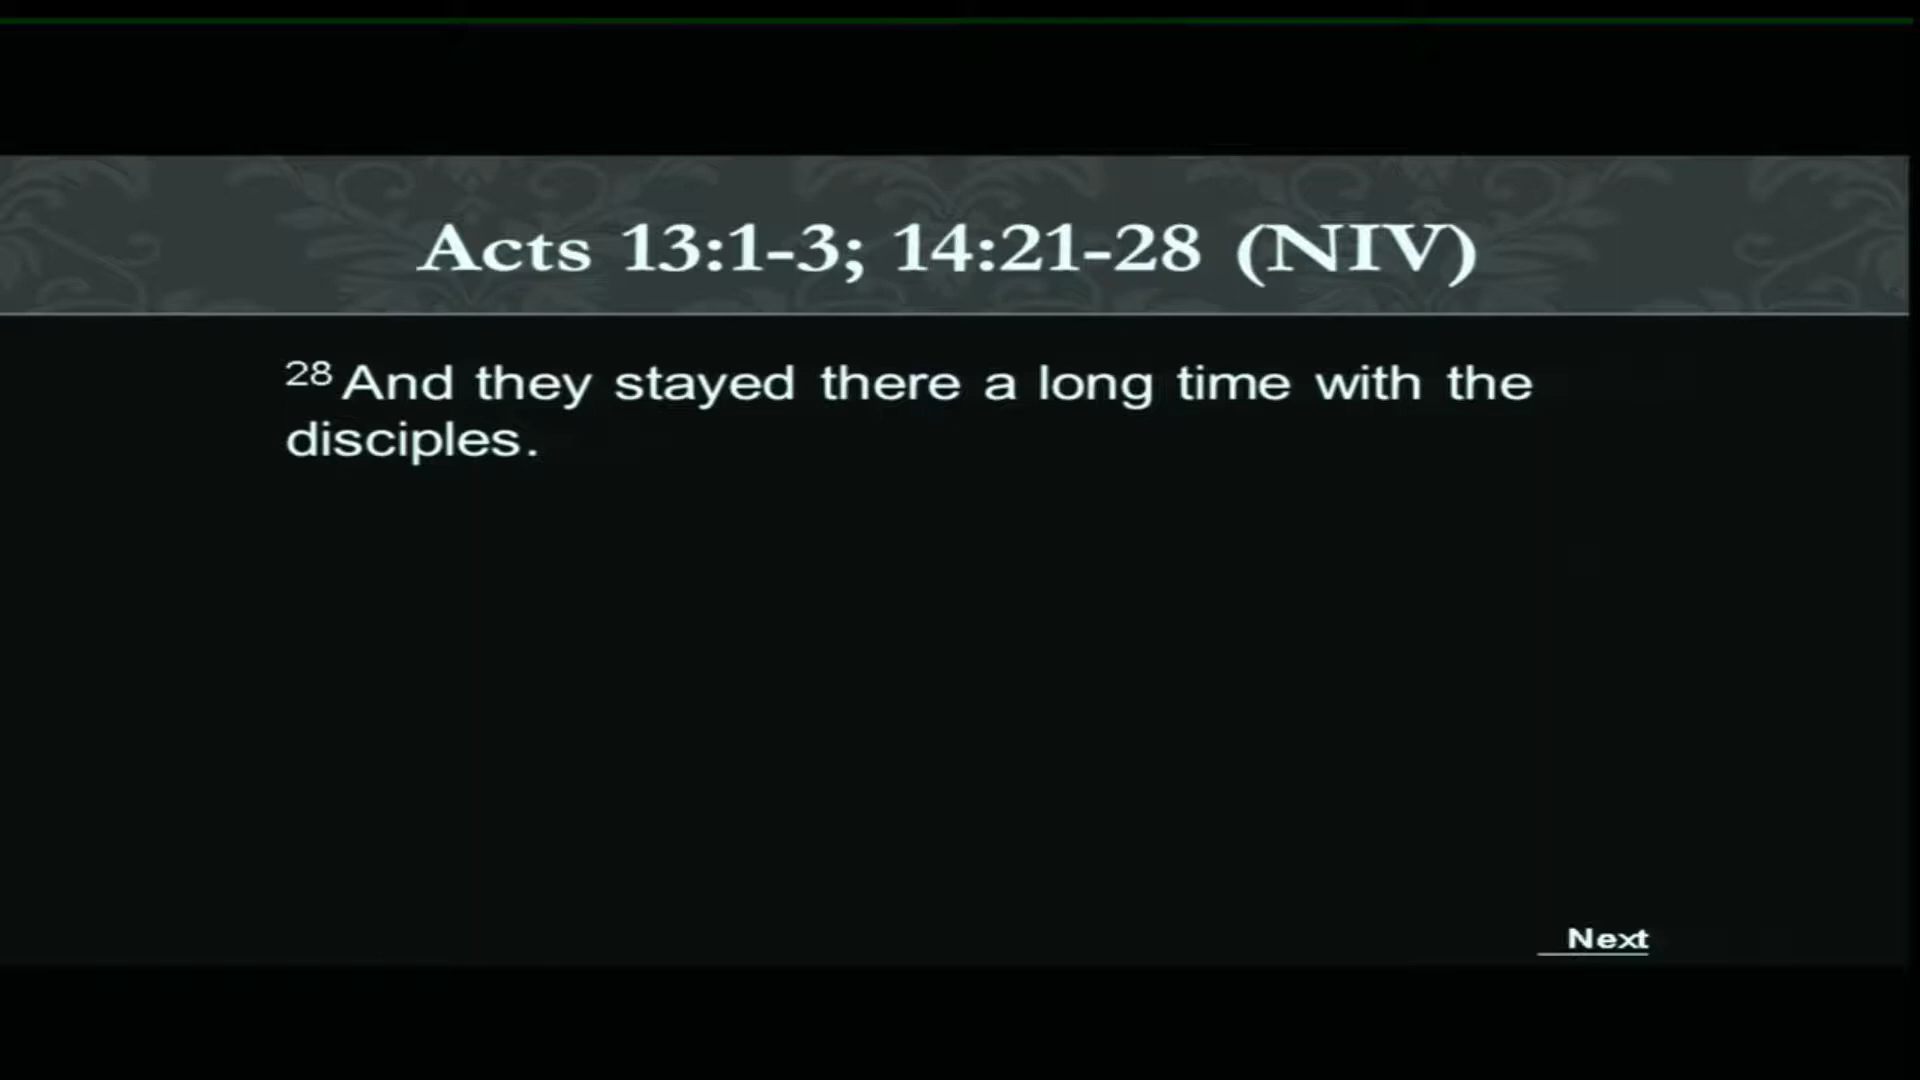 Acts 13:1-3; 14:21-28 (NIV)
28 And they stayed there a long time with the
disciples.
Next